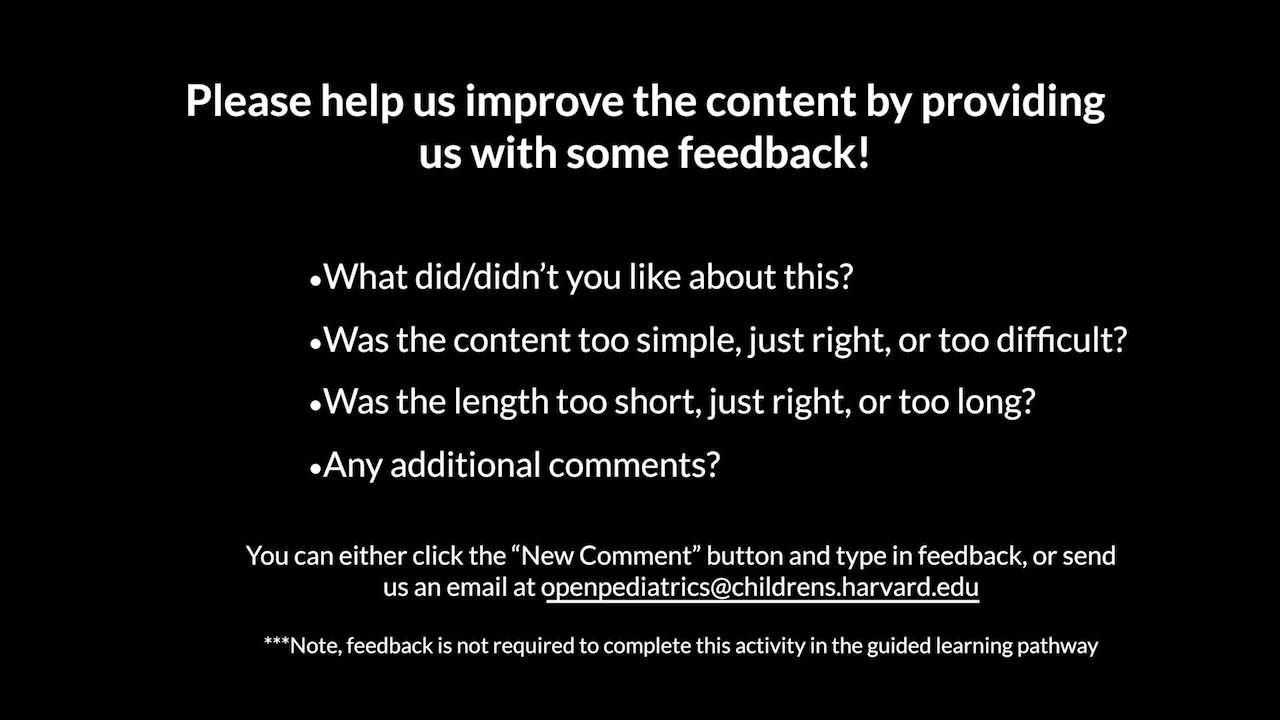 Please help us improve the content by providing
us with some feedback!
•What did/didn’t you like about this?
•Was the content too simple, just right, or too difficult?
•Was the length too short, just right, or too long?
•Any additional comments?
You can either click the “New Comment” button and type in feedback, or send
us an email at openpediatrics@childrens.harvard.edu
***Note, feedback is not required to complete this activity in the guided learning pathway